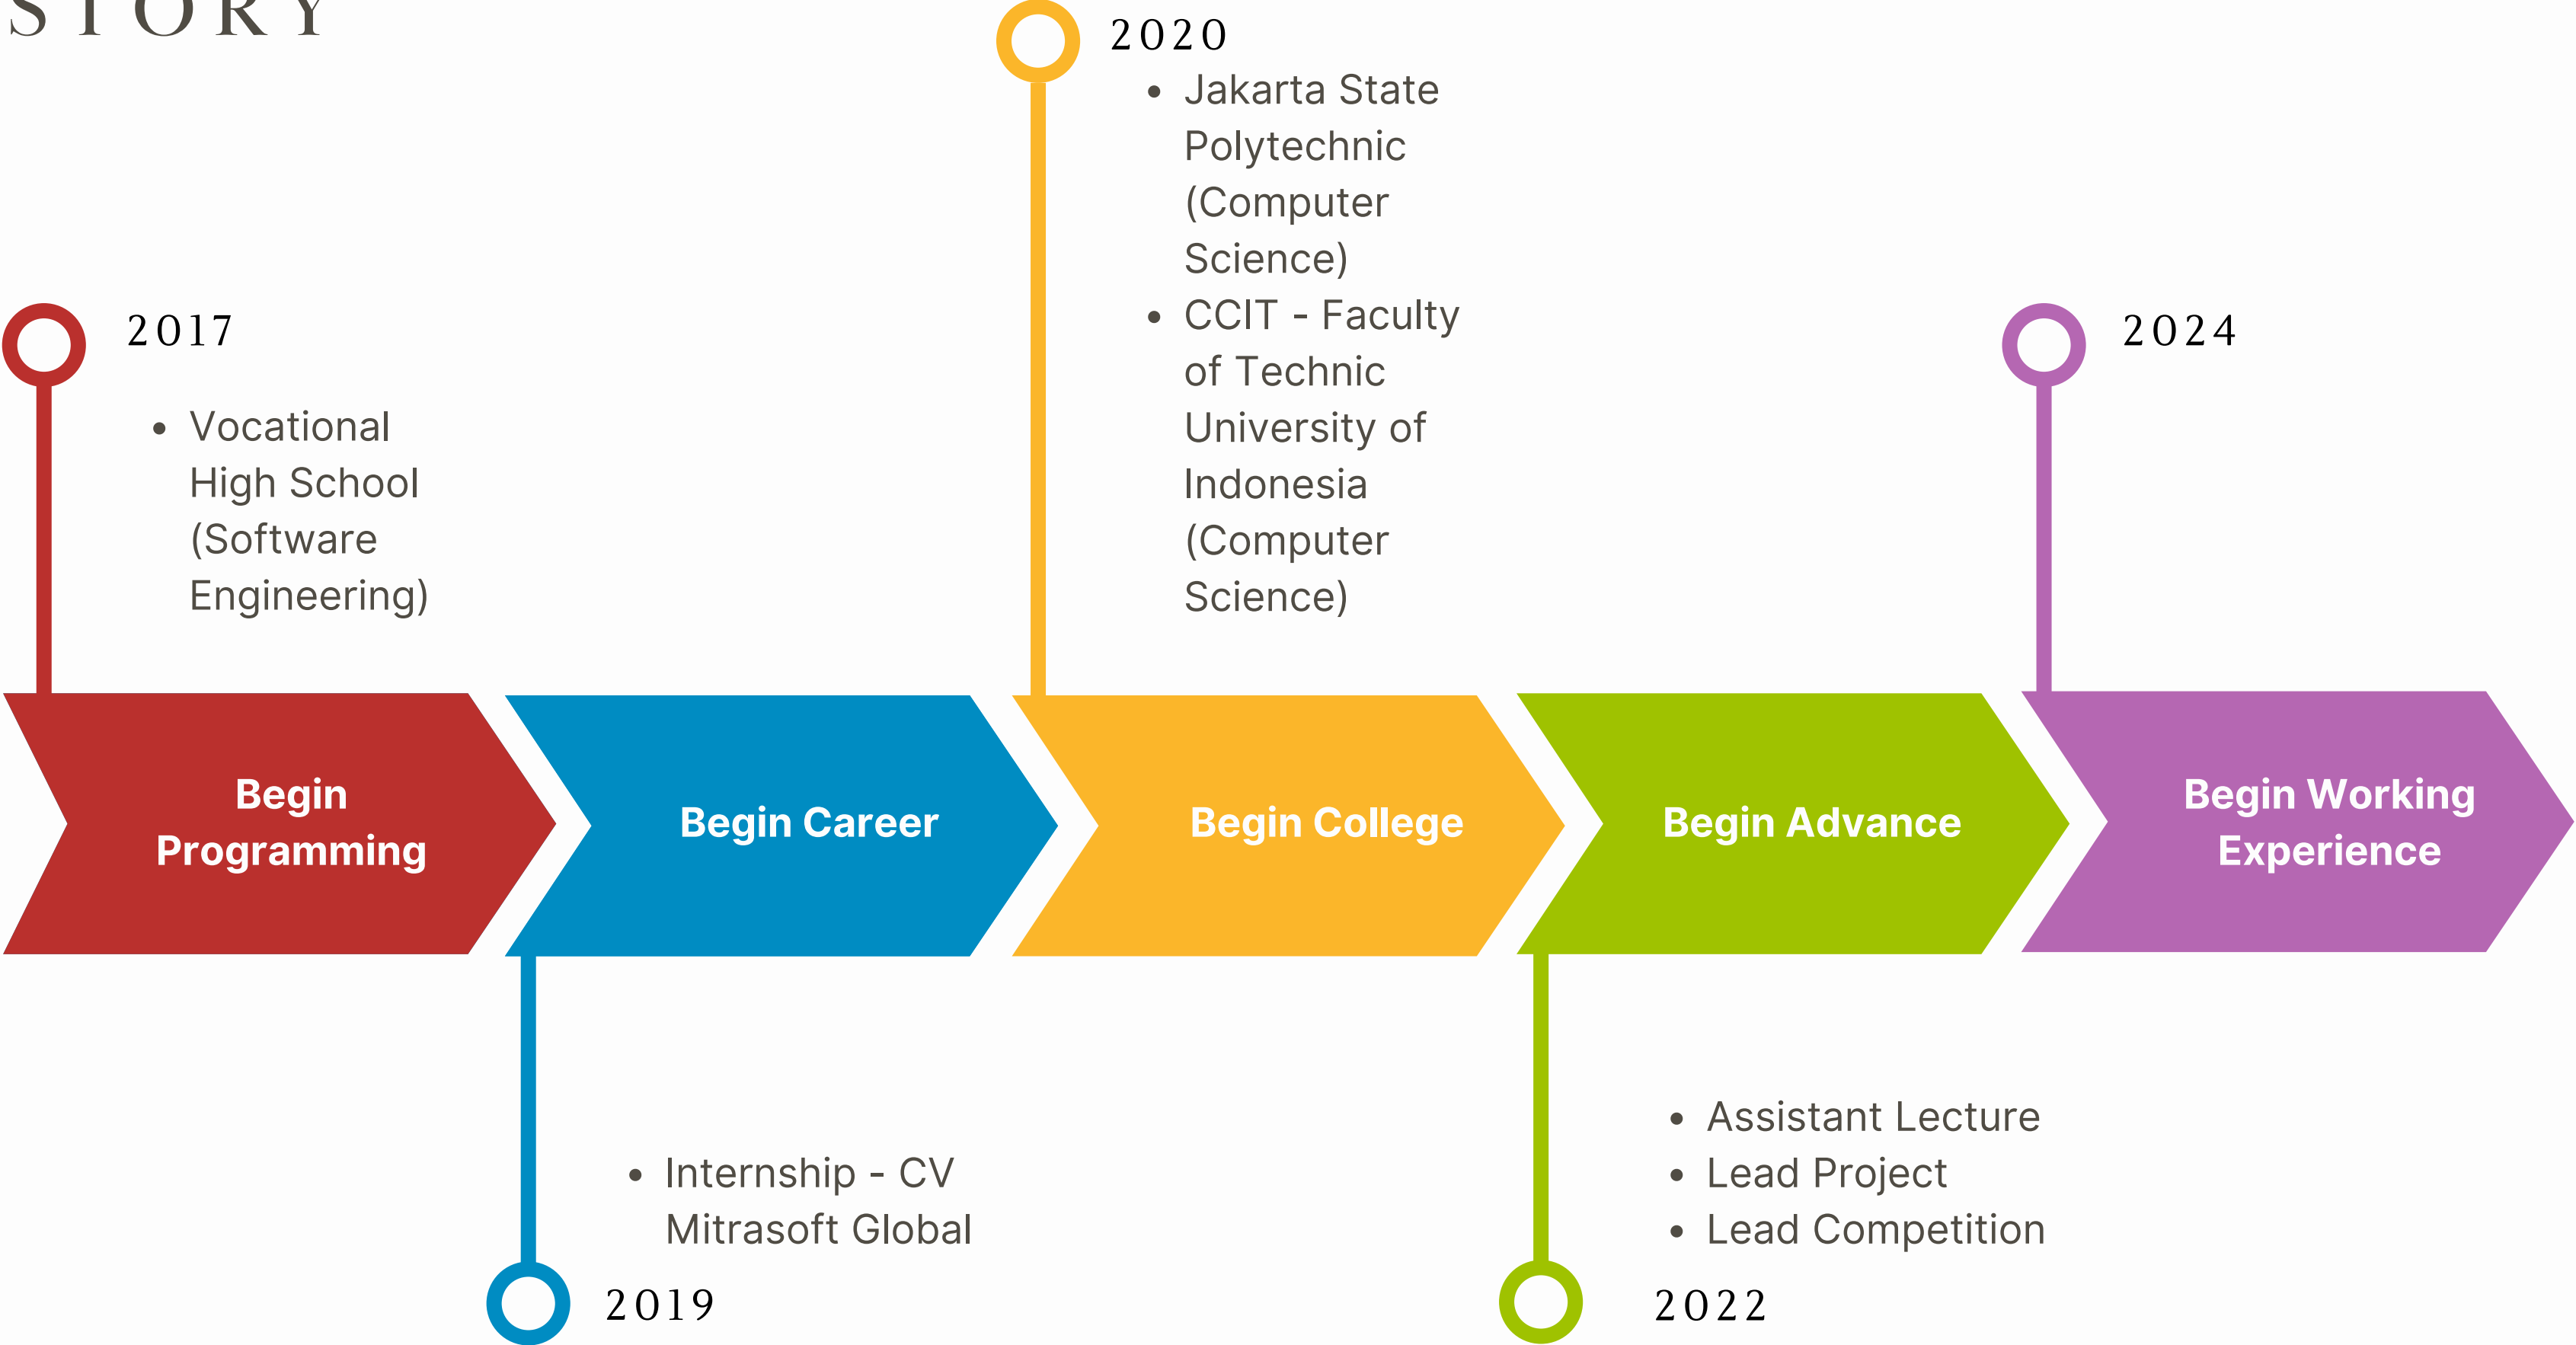 STORY
2017
• Vocational
High School
(Software
Engineering)
2020
• Jakarta State
Polytechnic
(Computer
Science)
• CCIT - Faculty
of Technic
University of
Indonesia
(Computer
Science)
2024
Begin
Programming
Begin Career
Begin College
Begin Advance
Begin Working
Experience
• Internship - CV
Mitrasoft Global
2019
• Assistant Lecture
• Lead Project
• Lead Competition
2022